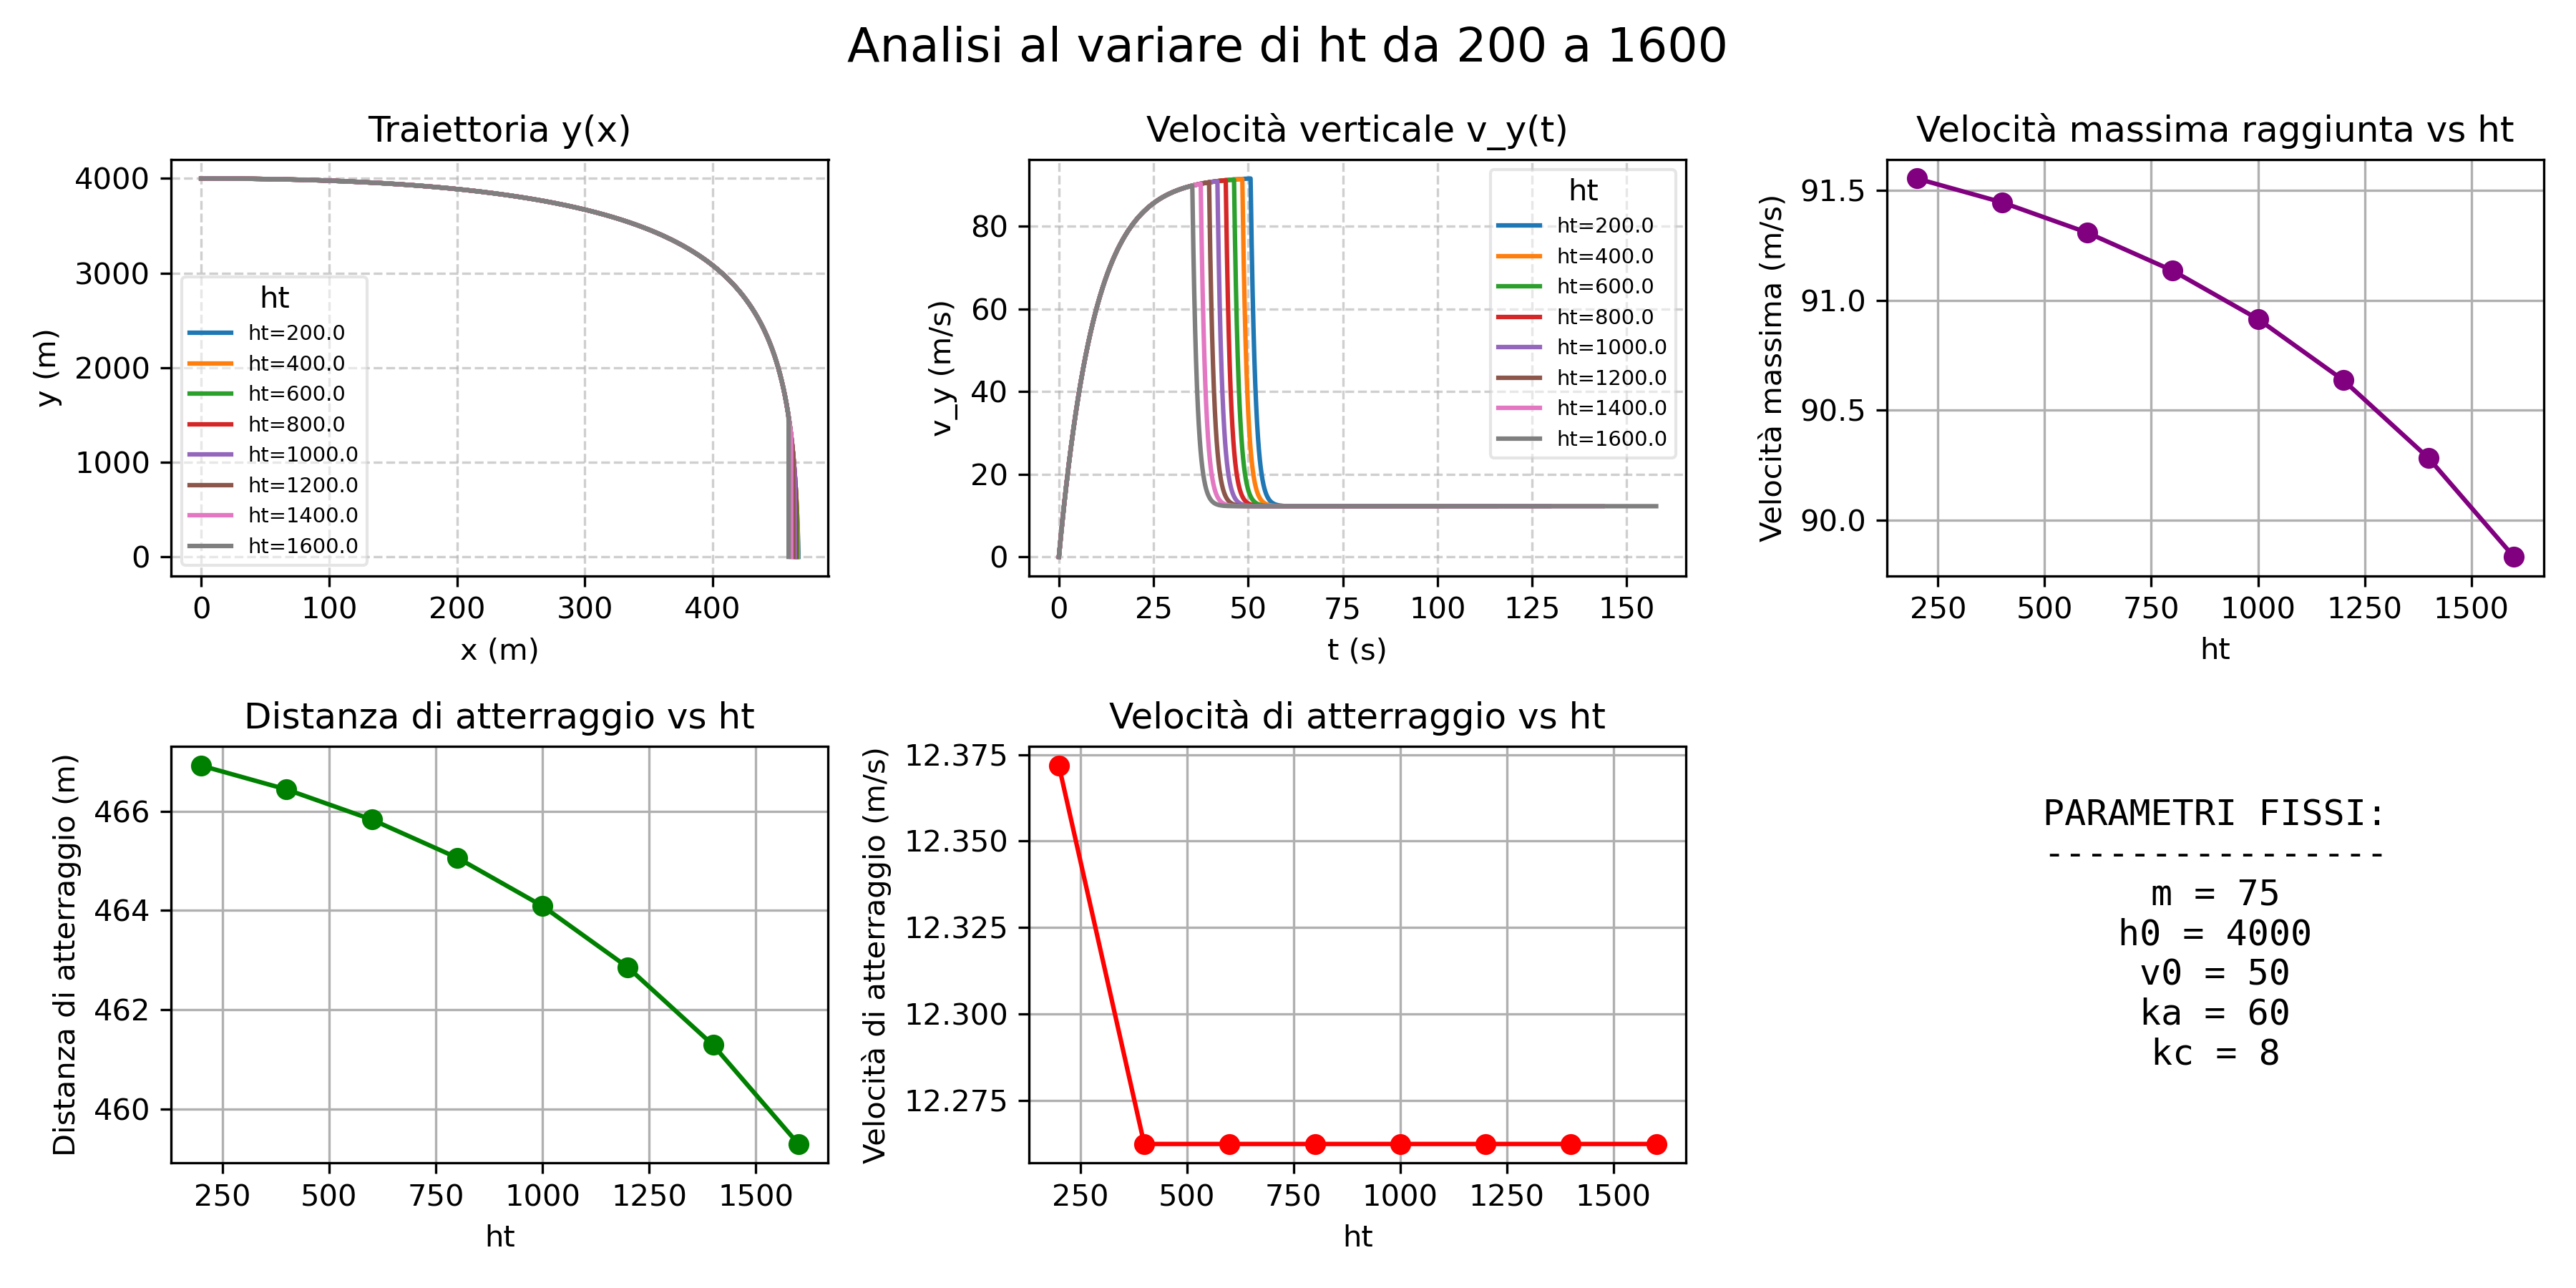 Analisi al variare di ht da 200 a 1600
Traiettoria y(x)
y (m)
4000
3000
2000
1000
0
ht
ht=200.0
ht=400.0
ht=600.0
ht=800.0
ht=1000.0
ht=1200.0
ht=1400.0
ht=1600.0
0 100 200 300 400
x (m)
Velocità verticale v_y(t)
v_y (m/s)
80
60
40
20
0
ht
ht=200.0
ht=400.0
ht=600.0
ht=800.0
ht=1000.0
ht=1200.0
ht=1400.0
ht=1600.0
0 25 50 75 100 125 150
t (s)
Velocità massima raggiunta vs ht
Velocità massima (m/s)
91.5
91.0
90.5
90.0
250 500 750 1000 1250 1500
ht
Distanza di atterraggio vs ht
Distanza di atterraggio (m)
466
464
462
460
250 500 750 1000 1250 1500
ht
Velocità di atterraggio vs ht
Velocità di atterraggio (m/s)
12.375
12.350
12.325
12.300
12.275
250 500 750 1000 1250 1500
ht
PARAMETRI FISSI:
----------------
m = 75
h0 = 4000
v0 = 50
ka = 60
kc = 8